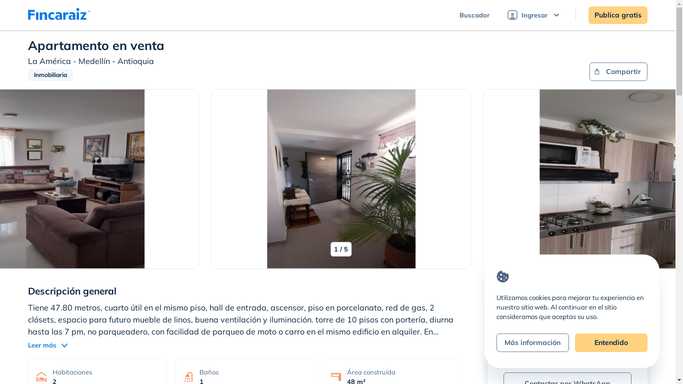 Fincaraiz
Buscador
Ingresar
Publica gratis
Apartamento en venta
La América - Medellín - Antioquia
Inmobiliaria
Compartir
1 / 5
Descripción general
Tiene 47.80 metros, cuarto útil en el mismo piso, hall de entrada, ascensor, piso en porcelanato, red de gas, 2
clósets, espacio para futuro mueble de linos, buena ventilación y iluminación. torre de 10 pisos con portería, diurna
hasta las 7 pm, no parqueadero, con facilidad de parqueo de moto o carro en el mismo edificio en alquiler. En...
Leer más
Habitaciones
2
Baños
1
Área construida
48 m²
Utilizamos cookies para mejorar tu experiencia en
nuestro sitio web. Al continuar en el sitio
consideramos que aceptas su uso.
Más información
Entendido
Contactar por WhatsApp